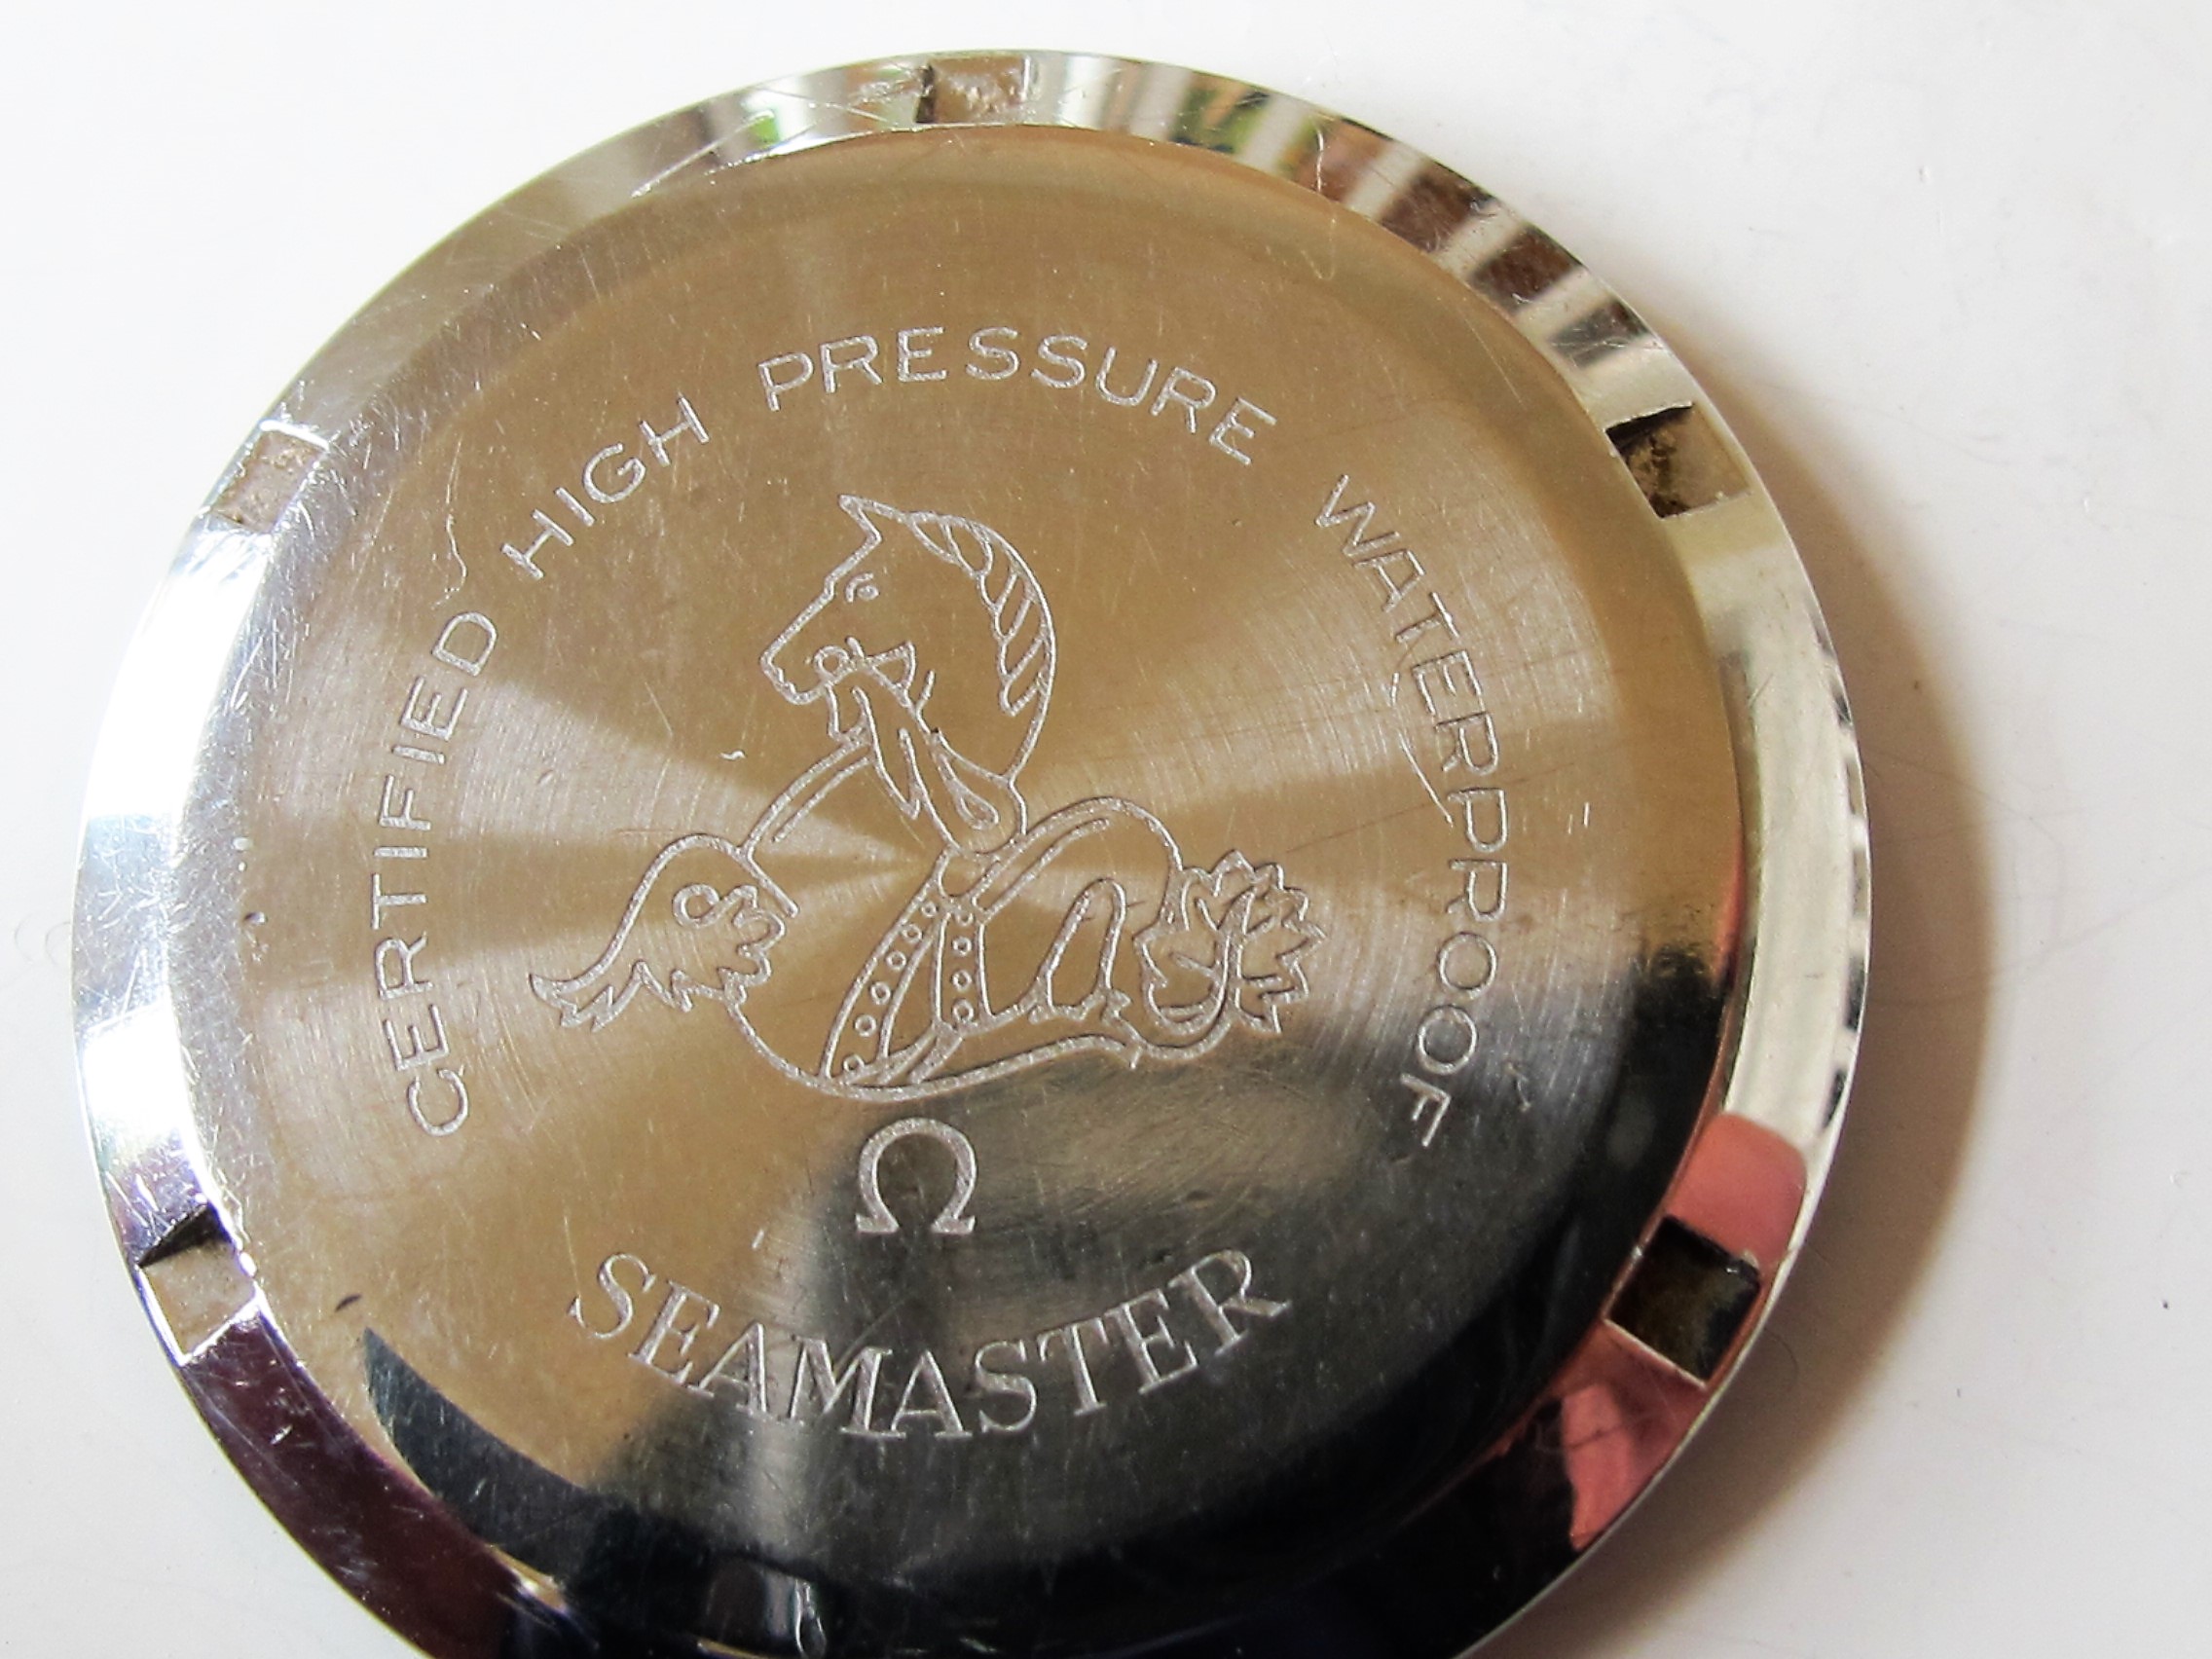 CERTIFIED HIGH PRESSURE WATERPROOF
Ω
SEAMASTER